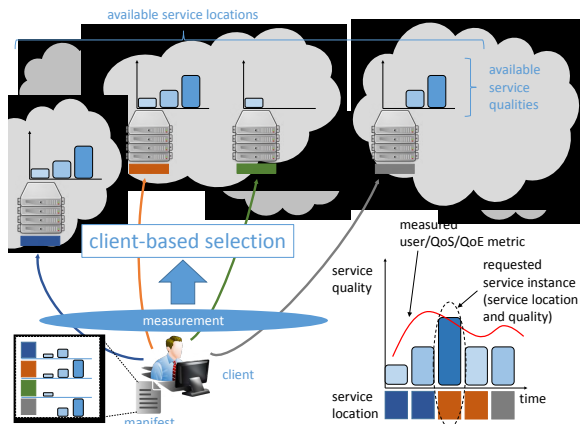 available service locations
available
service
qualities
client-based selection
measurement
client
manifest
measured
user/QoS/QoE metric
requested
service instance
(service location
and quality)
service
quality
time
service
location